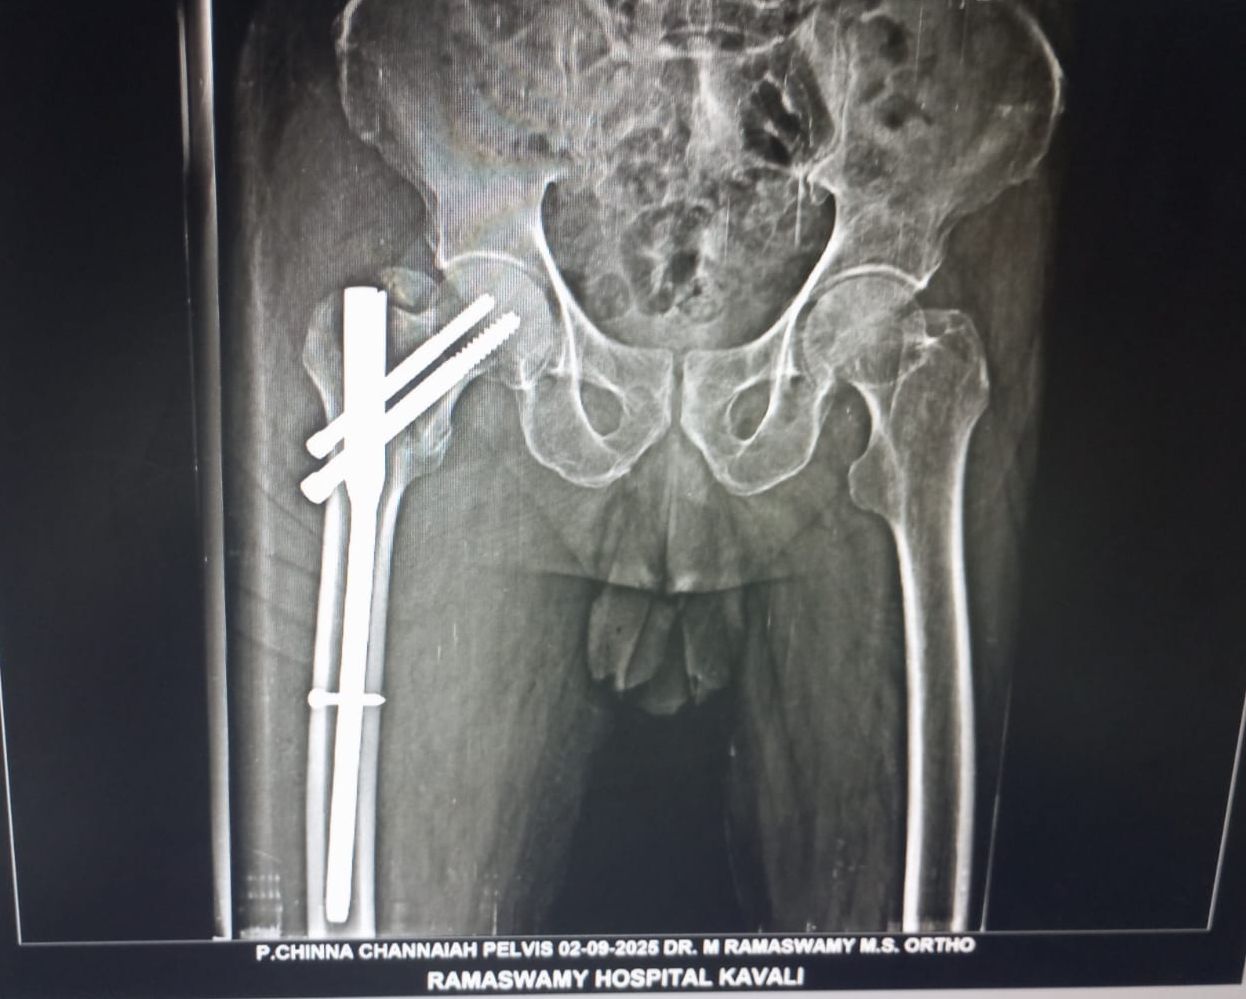 P.CHINNA CHANNAIAH PELVIS 02-09-2025 DR. M RAMASWAMY M.S. ORTHO
RAMASWAMY HOSPITAL KAVALI